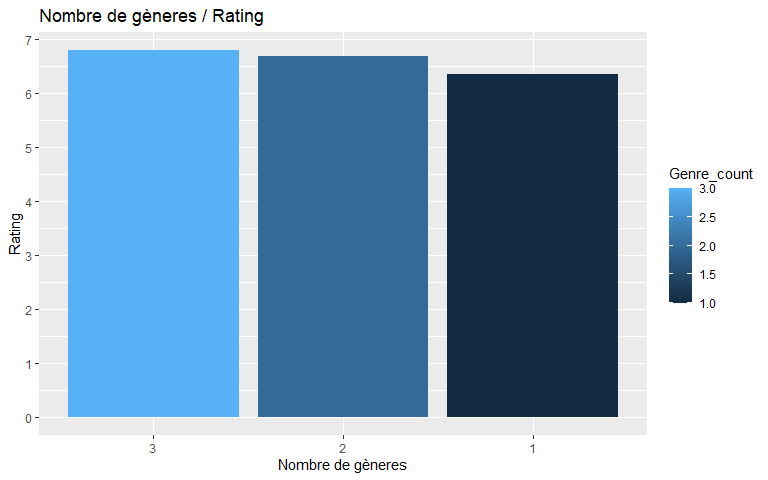 Nombre de gèneres / Rating
7
6
5
4
3
2
1
0
Rating
3 2 1
Nombre de gèneres
Genre_count
3.0
2.5
2.0
1.5
1.0